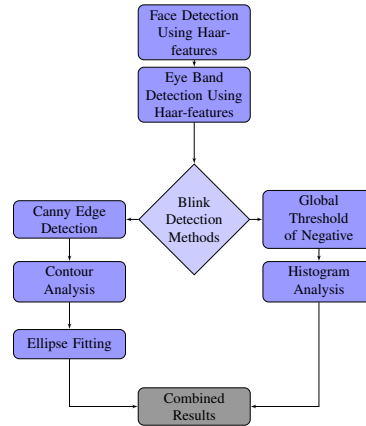 Face Detection
Using Haar-
features
Eye Band
Detection Using
Haar-features
Blink
Detection
Methods
Canny Edge
Detection
Contour
Analysis
Ellipse Fitting
Global
Threshold
of Negative
Histogram
Analysis
Combined
Results